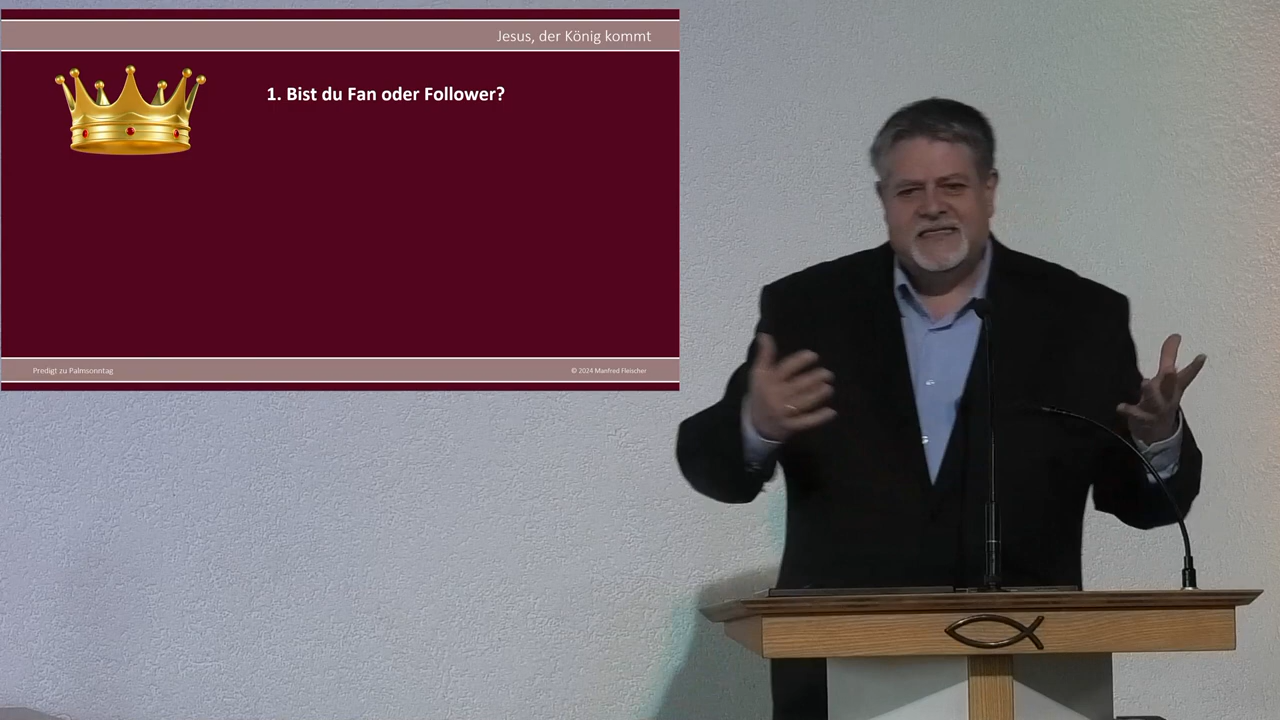 Jesus, der König kommt
1. Bist du Fan oder Follower?
Predigt zu Palmsonntag
© 2024 Manfred Fleischer